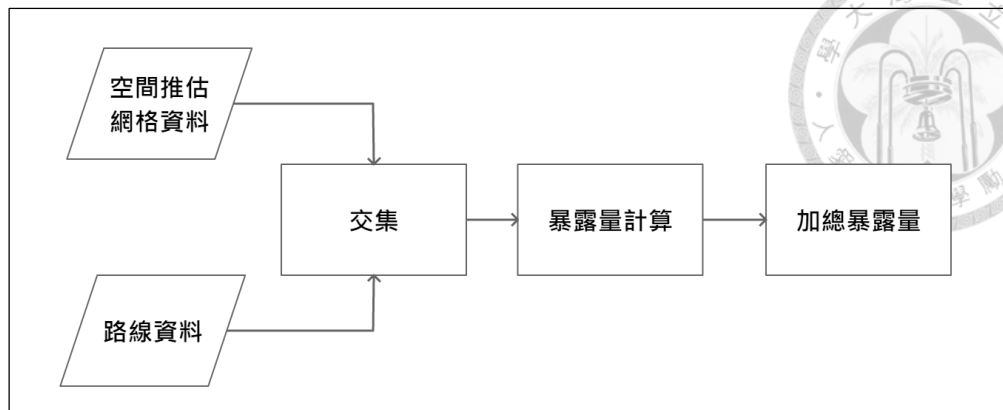 空間推估
網格資料
交集
暴露量計算
加總暴露量
路線資料